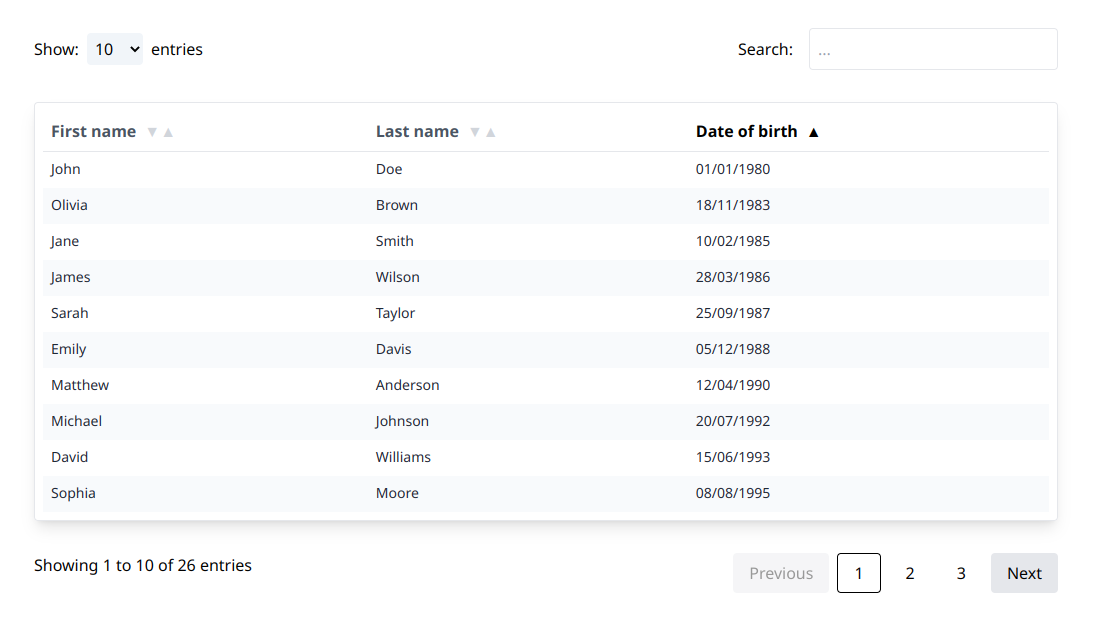 Show: 10 entries Search: ...
First name ▼ ▲ Last name ▼ ▲ Date of birth ▲
John Doe 01/01/1980
Olivia Brown 18/11/1983
Jane Smith 10/02/1985
James Wilson 28/03/1986
Sarah Taylor 25/09/1987
Emily Davis 05/12/1988
Matthew Anderson 12/04/1990
Michael Johnson 20/07/1992
David Williams 15/06/1993
Sophia Moore 08/08/1995
Showing 1 to 10 of 26 entries Previous 1 2 3 Next